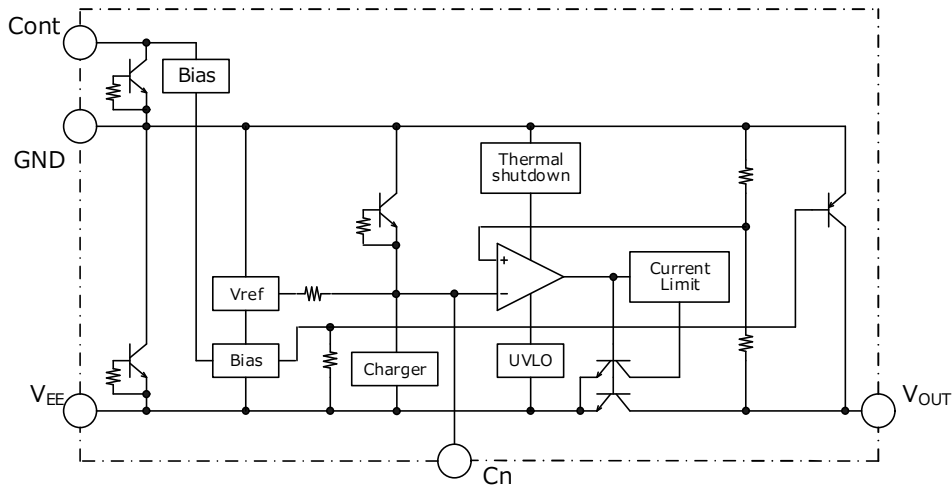 Cont
Bias
GND
Thermal
shutdown
+
Current
Limit
Vref
−
Bias
UVLO
Charger
VEE
VOUT
Cn